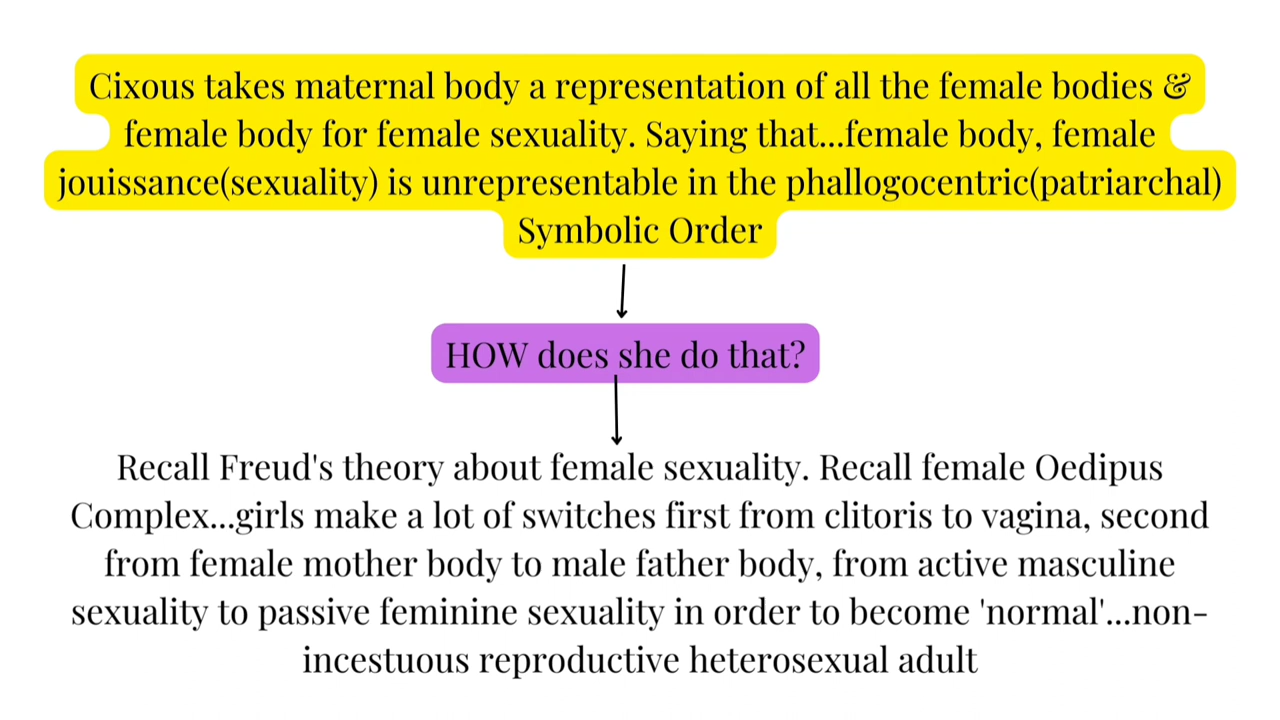 Cixous takes maternal body a representation of all the female bodies &
female body for female sexuality. Saying that...female body, female
jouissance(sexuality) is unrepresentable in the phallogocentric(patriarchal)
Symbolic Order
HOW does she do that?
Recall Freud's theory about female sexuality. Recall female Oedipus
Complex...girls make a lot of switches first from clitoris to vagina, second
from female mother body to male father body, from active masculine
sexuality to passive feminine sexuality in order to become 'normal'...non-
incestuous reproductive heterosexual adult